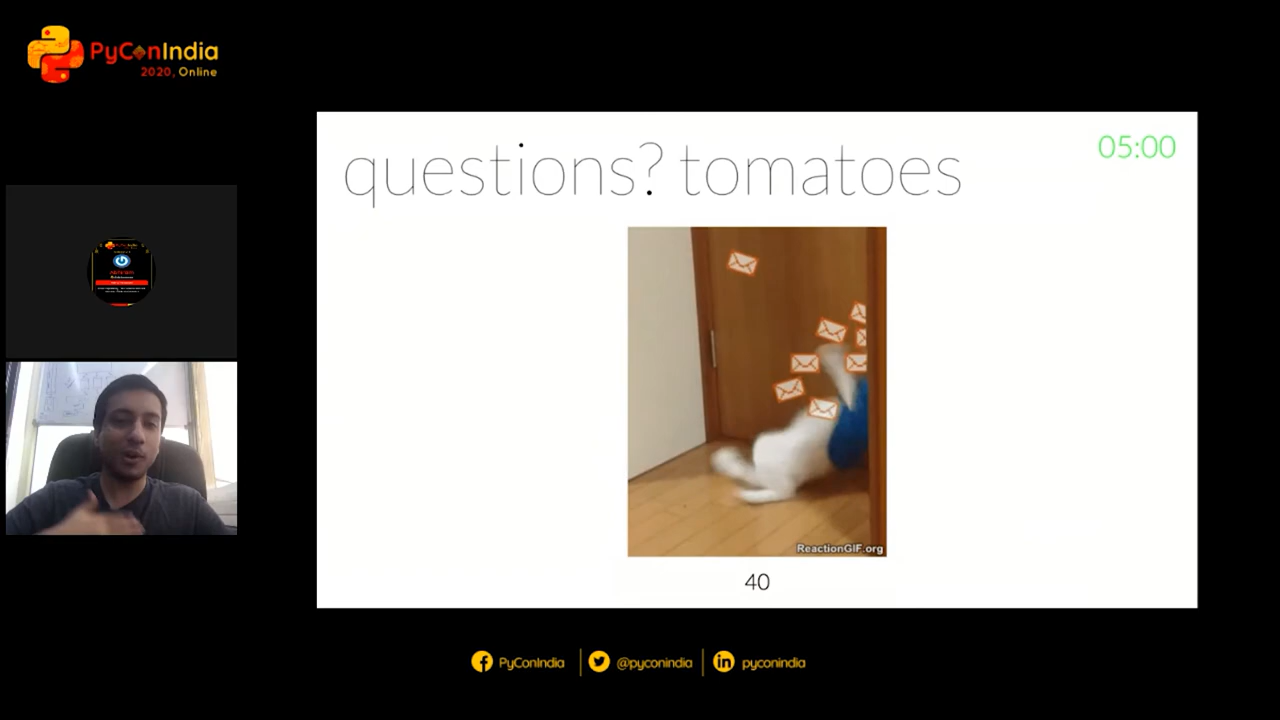 PyConIndia
2020, Online
questions? tomatoes
05:00
ReactionGIF.org
40
PyConIndia
@pyconindia
pyconindia